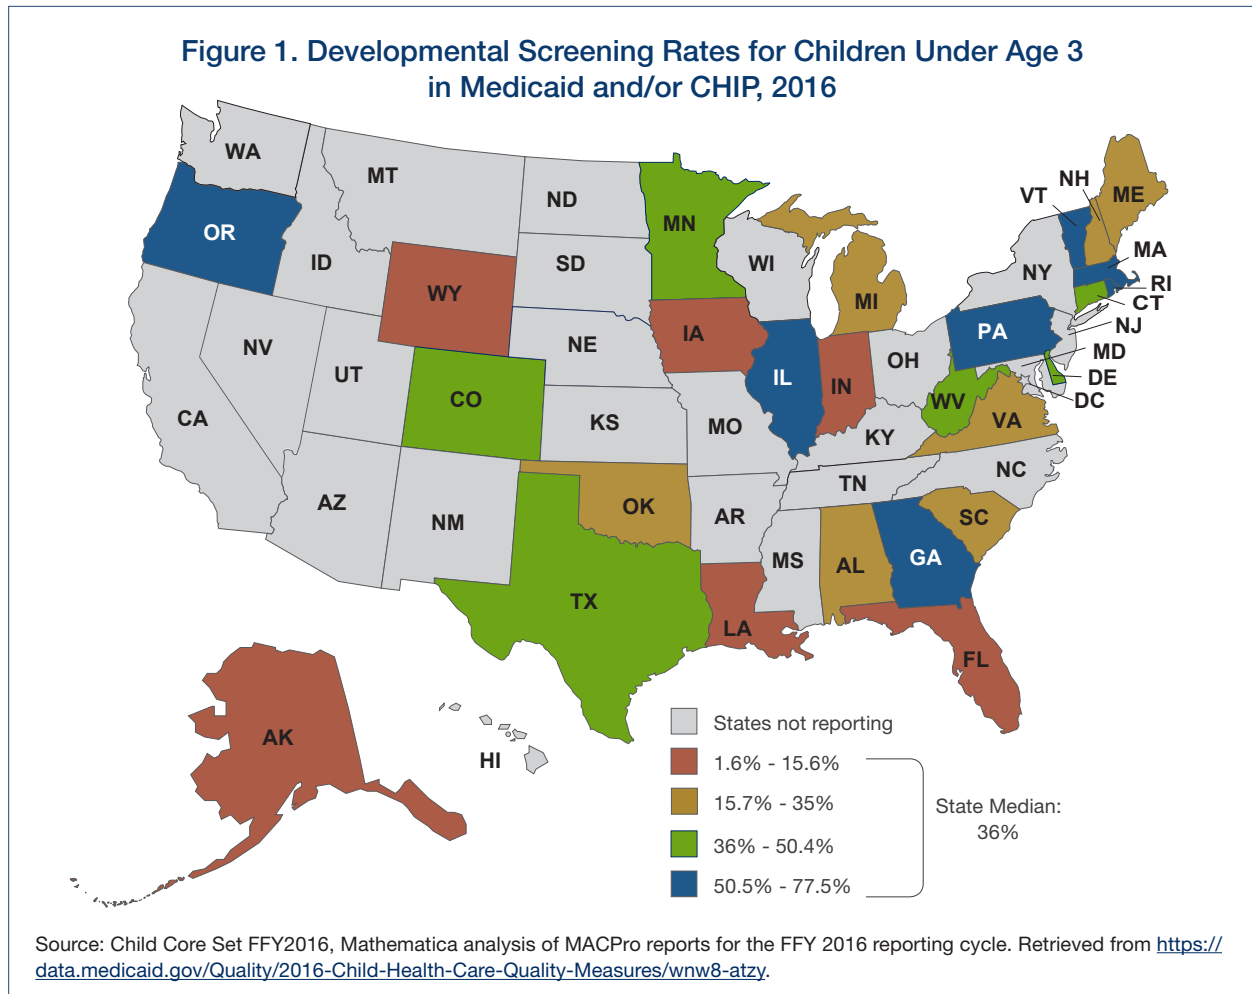 Figure 1. Developmental Screening Rates for Children Under Age 3
in Medicaid and/or CHIP, 2016
WA
MT
ND
MN
VT
NH
ME
OR
ID
SD
WI
NY
MA
WY
MI
RI
CT
NV
UT
NE
IA
PA
NJ
IL
IN
OH
MD
CO
DE
CA
KS
MO
WV
DC
VA
KY
AZ
NM
OK
AR
TN
NC
SC
TX
MS
AL
GA
LA
FL
AK
HI
States not reporting
1.6% - 15.6%
15.7% - 35%
36% - 50.4%
50.5% - 77.5%
State Median:
36%
Source: Child Core Set FFY2016, Mathematica analysis of MACPro reports for the FFY 2016 reporting cycle. Retrieved from https://
data.medicaid.gov/Quality/2016-Child-Health-Care-Quality-Measures/wnw8-atzy.